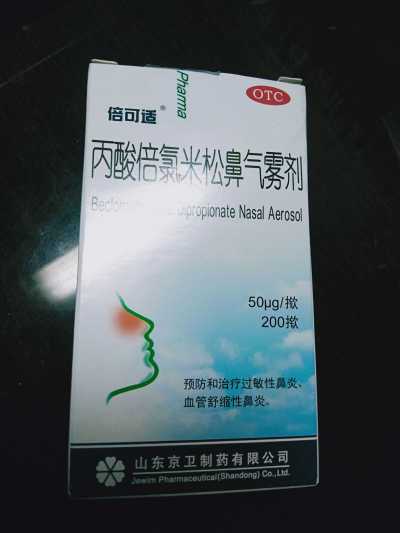 Pharma
OTC
倍可适®
丙酸倍氯米松鼻气雾剂
Dipropionate Nasal Aerosol
50μg/揿
200揿
预防和治疗过敏性鼻炎、
血管舒缩性鼻炎。
山东京卫制药有限公司
Jewim Pharmaceutical(Shandong) Co.,Ltd.